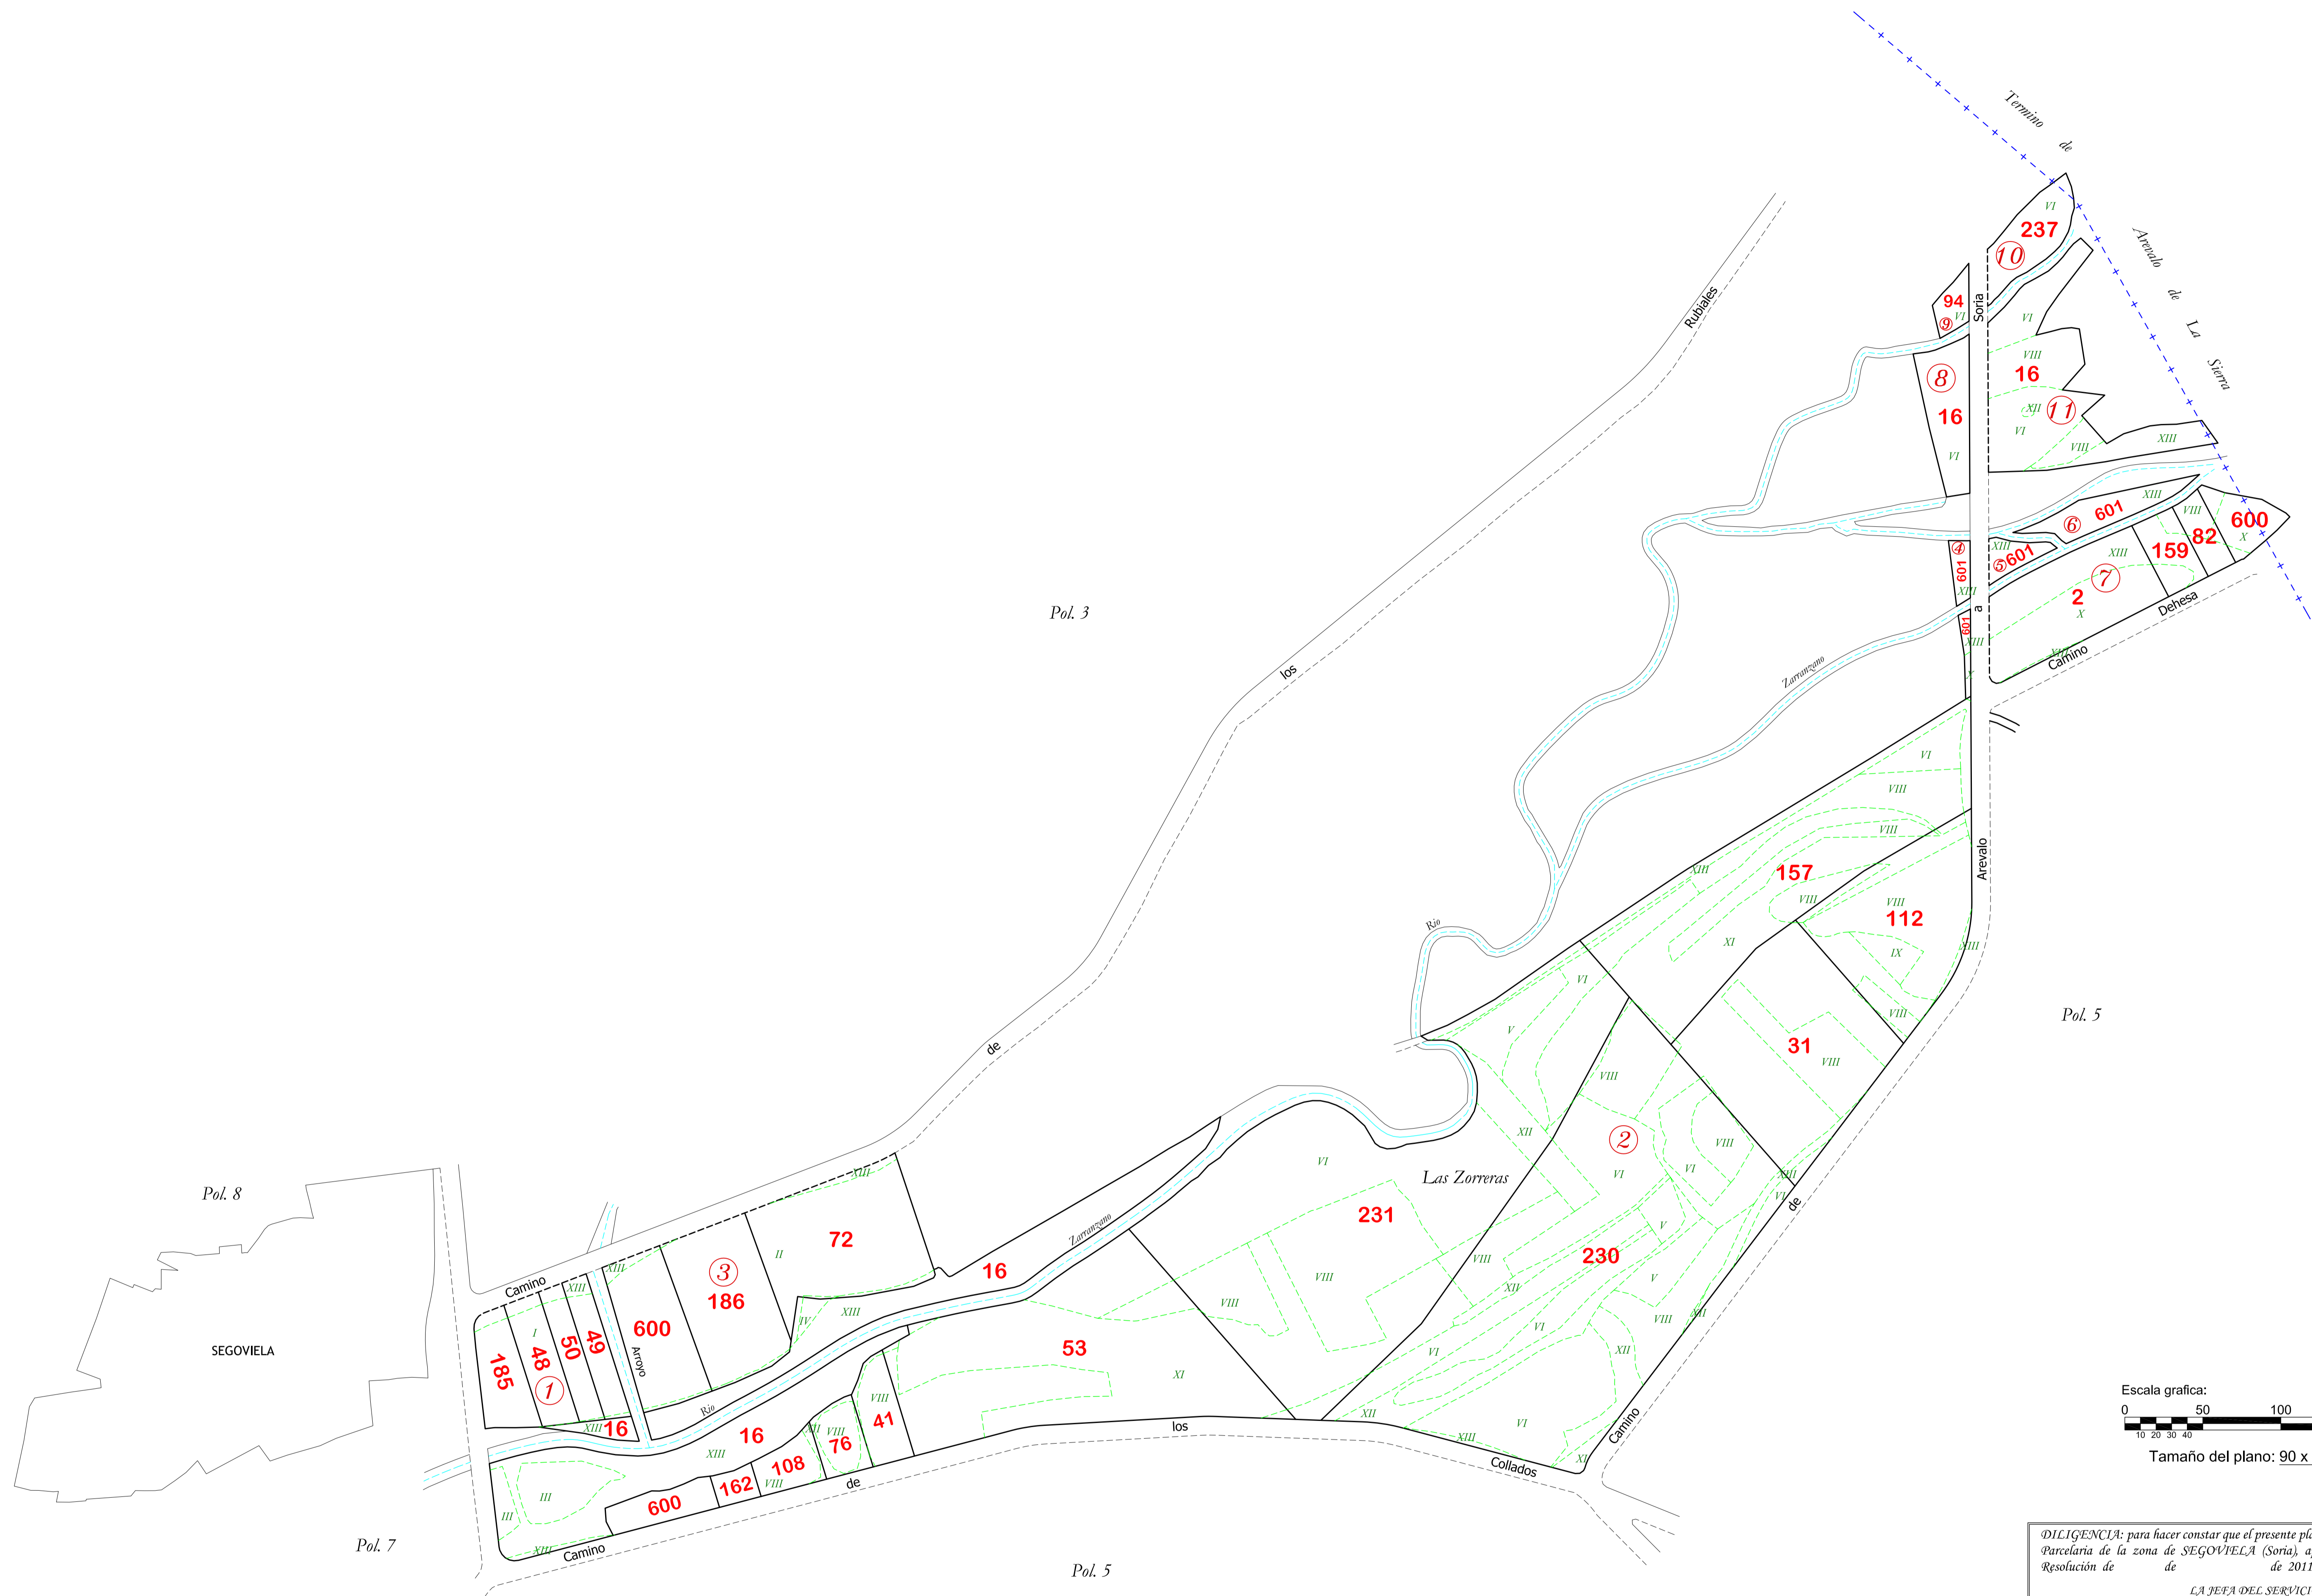 Termino de
Arevalo de La Sierra
VI
237
10
94
VI
9
Soria
VI
8
16
VI
VIII
16
XII
11
VI
VIII
XIII
Rubiales
los
de
Pol. 3
XIII
601
6
VIII
82
600
X
159
XIII
4
601
XIII
XIII
601
5
7
2
X
XIII
Camino Dehesa
a
601
XIII
X
Zarranzano
Rio
VI
VIII
VIII
XIII
157
VIII
XI
VIII
112
IX
XIII
VIII
Arevalo
Pol. 5
VI
V
VIII
31
VIII
XII
2
VI
VIII
VI
XIII
VI
de
Las Zorreras
VI
231
VIII
VIII
VIII
XII
230
V
V
VIII
XII
VI
VI
XII
XII
VI
XIII
XI
Camino
Collados
los
de
Camino
Pol. 8
SEGOVIELA
Pol. 7
Pol. 5
Camino
XIII
72
II
3
186
XIII
IV
XIII
600
Arroyo
XIII
I
185
48
50
49
1
XIII
16
Zarranzano
16
Rio
53
XI
16
XIII
VIII
41
XII
VIII
76
108
VIII
162
600
III
III
XIII
Escala grafica:
0 50 100
10 20 30 40
Tamaño del plano: 90 x
DILIGENCIA: para hacer constar que el presente pla
Parcelaria de la zona de SEGOVIELA (Soria), a
Resolución de de de 2011
LA JEFA DEL SERVICI